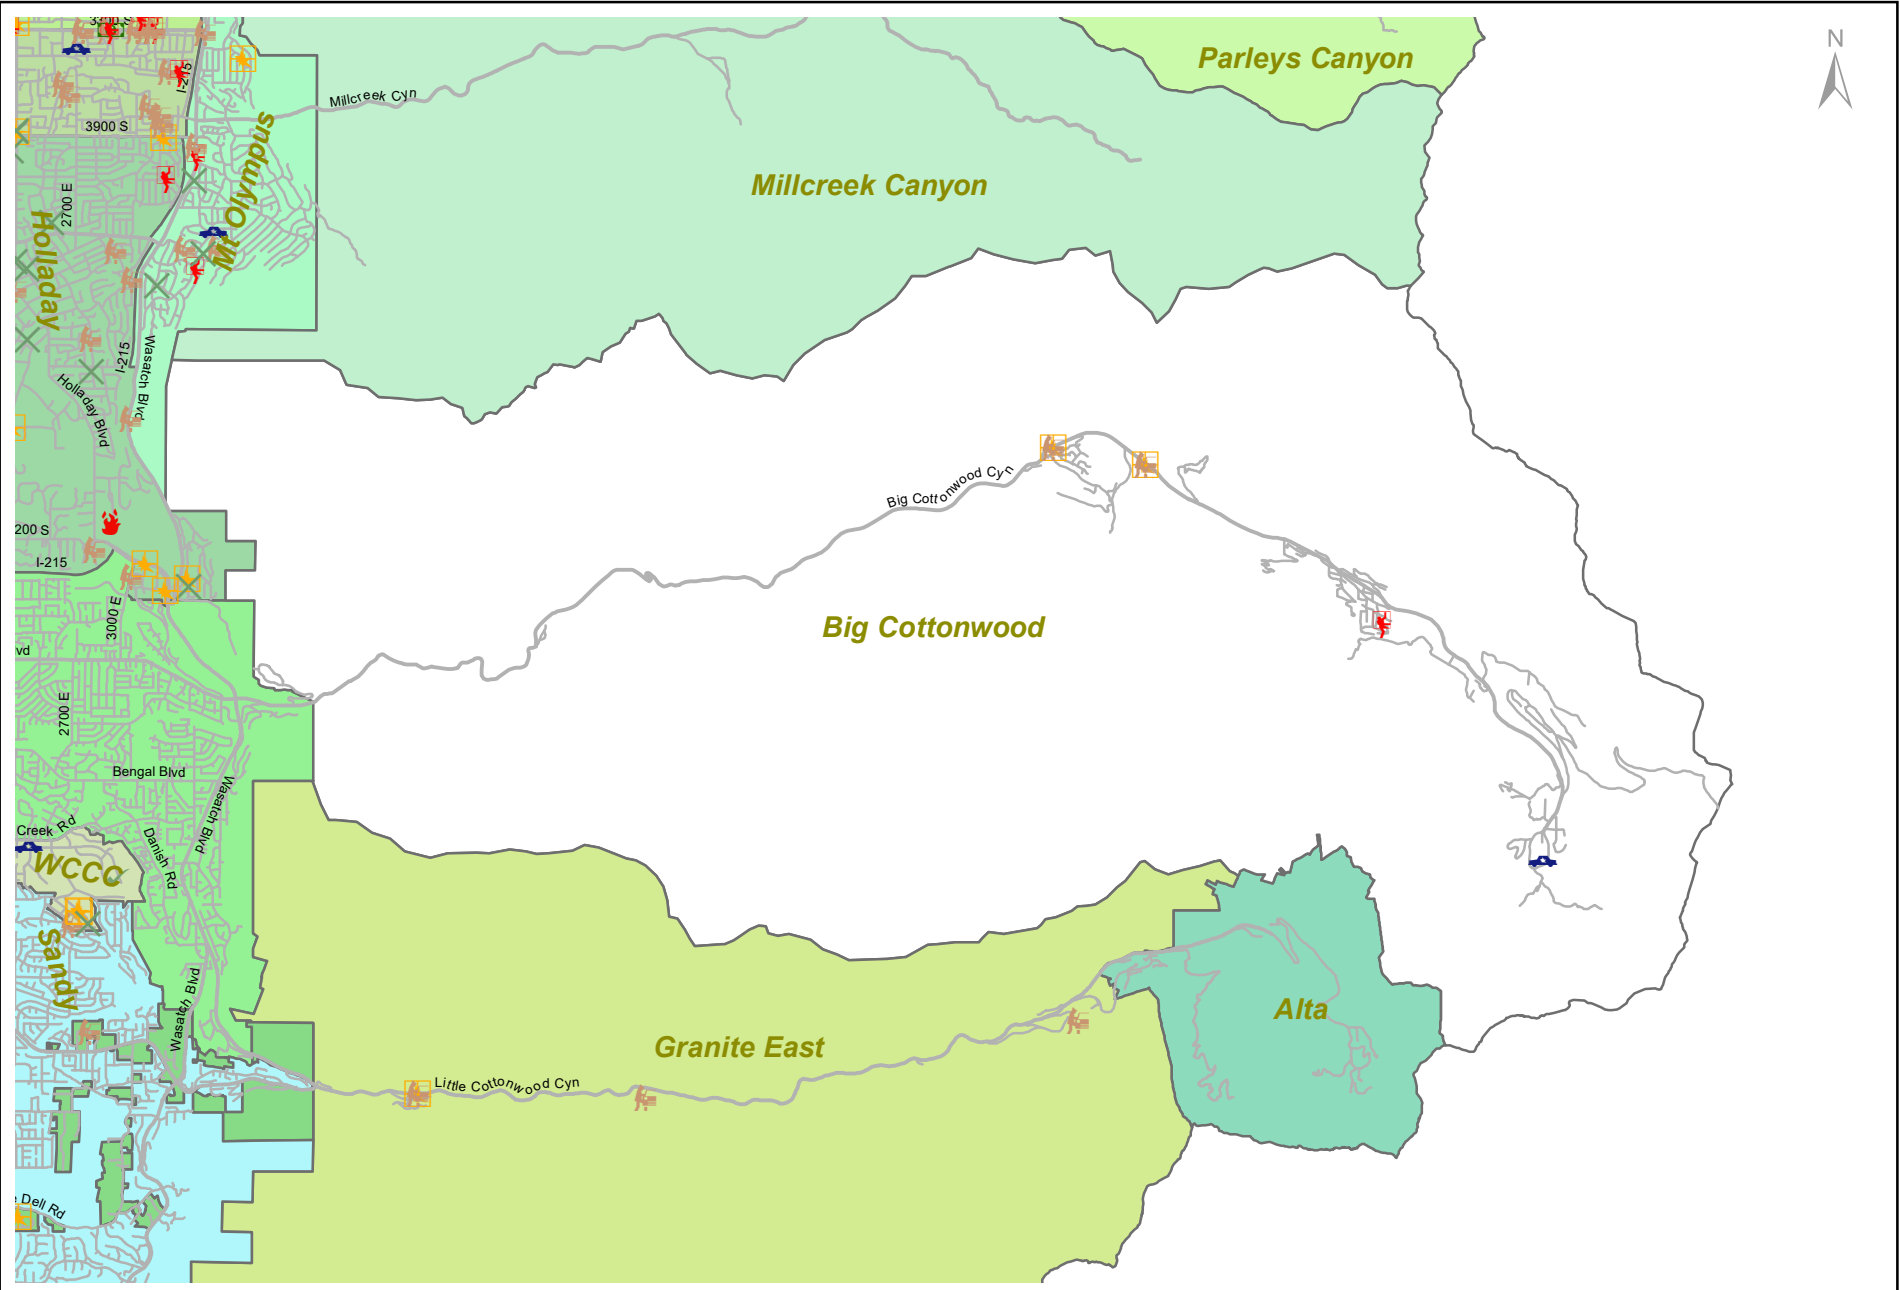 3300 S
N
Parleys Canyon
I-215
Millcreek Cyn
3900 S
Mt Olympus
Millcreek Canyon
2700 E
Holladay
I-215
Wasatch Blvd
Holladay Blvd
Big Cottonwood Cyn
200 S
I-215
3000 E
Big Cottonwood
vd
2700 E
Bengal Blvd
Wasatch Blvd
Creek Rd
Danish Rd
WCCC
Sandy
Wasatch Blvd
Alta
Granite East
Little Cottonwood Cyn
e Dell Rd